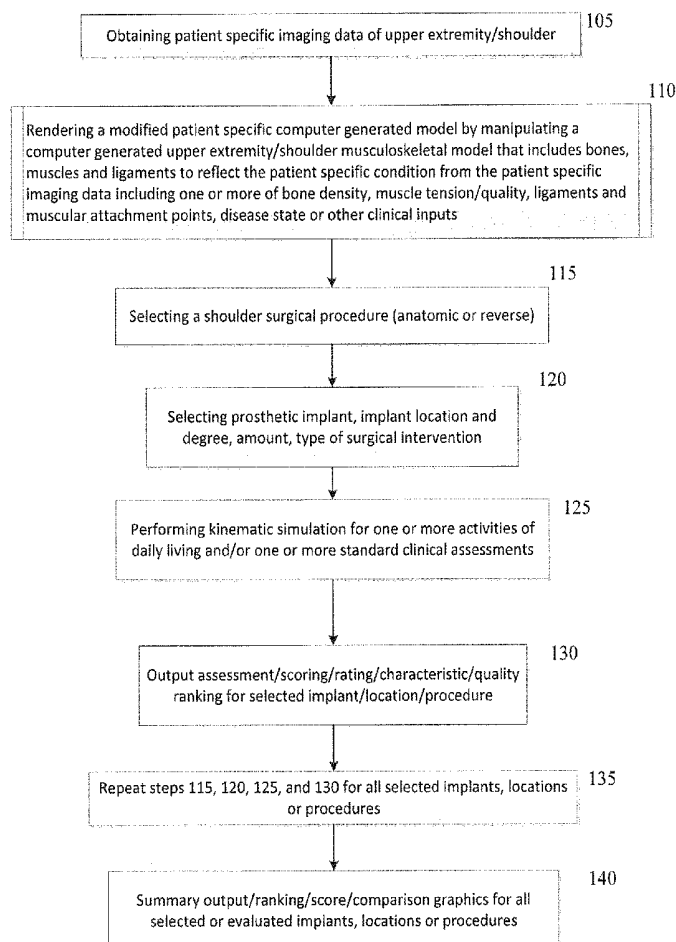 105
Obtaining patient specific imaging data of upper extremity/shoulder
110
Rendering a modified patient specific computer generated model by manipulating a
computer generated upper extremity/shoulder musculoskeletal model that includes bones,
muscles and ligaments to reflect the patient specific condition from the patient specific
imaging data including one or more of bone density, muscle tension/quality, ligaments and
muscular attachment points, disease state or other clinical inputs
115
Selecting a shoulder surgical procedure (anatomic or reverse)
120
Selecting prosthetic implant, implant location and
degree, amount, type of surgical intervention
125
Performing kinematic simulation for one or more activities of
daily living and/or one or more standard clinical assessments
130
Output assessment/scoring/rating/characteristic/quality
ranking for selected implant/location/procedure
135
Repeat steps 115, 120, 125, and 130 for all selected implants, locations
or procedures
140
Summary output/ranking/score/comparison graphics for all
selected or evaluated implants, locations or procedures